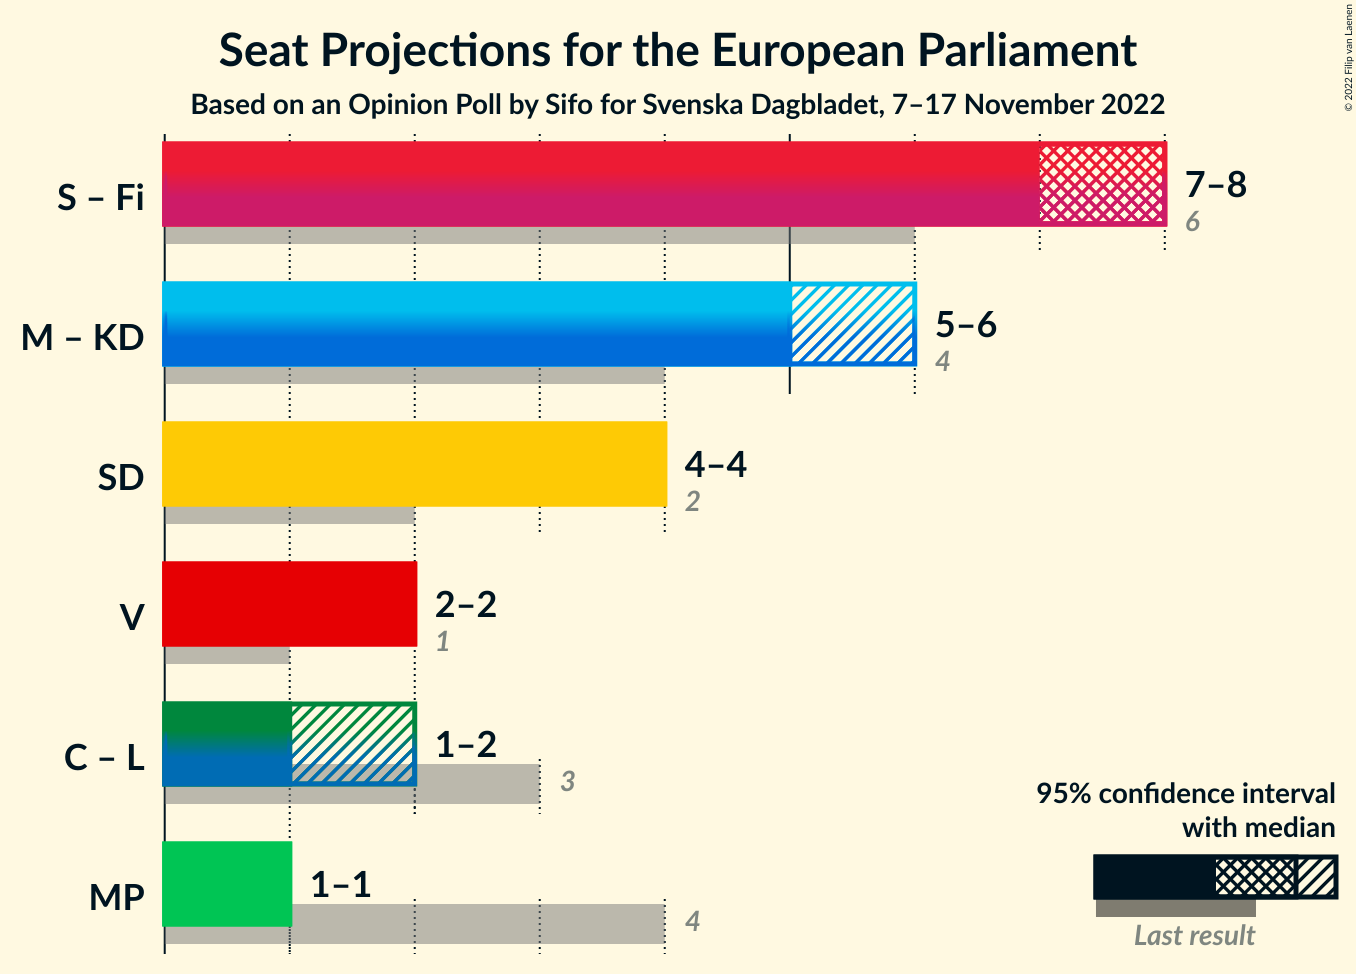 Seat Projections for the European Parliament
Based on an Opinion Poll by Sifo for Svenska Dagbladet, 7–17 November 2022
© 2022 Filip van Laenen
S – Fi
7–8
6
M – KD
5–6
4
SD
4–4
2
V
2–2
1
C – L
1–2
3
MP
1–1
4
95% confidence interval
with median
Last result